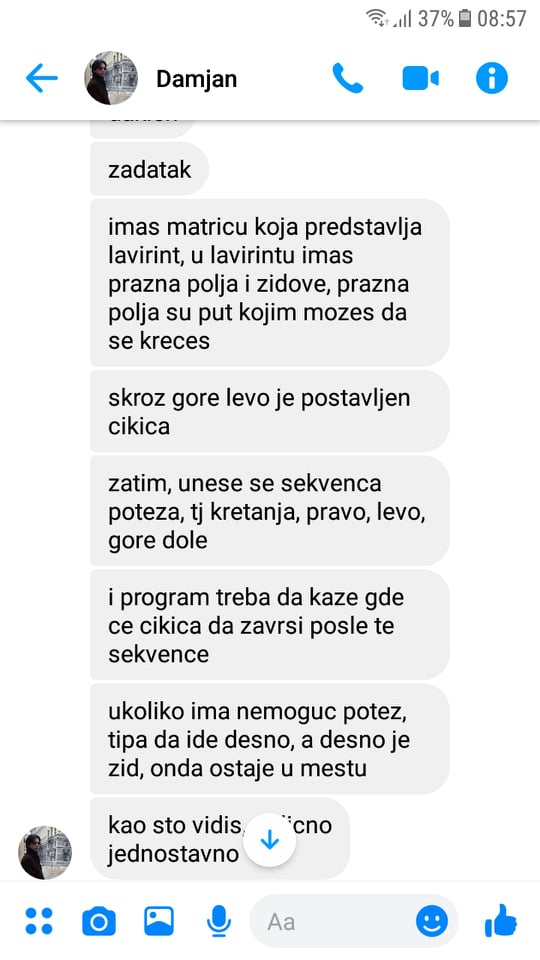 37% 08:57
Damjan
zadatak
imas matricu koja predstavlja
lavirint, u lavirintu imas
prazna polja i zidove, prazna
polja su put kojim mozes da
se kreces
skroz gore levo je postavljen
cikica
zatim, unese se sekvenca
poteza, tj kretanja, pravo, levo,
gore dole
i program treba da kaze gde
ce cikica da zavrsi posle te
sekvence
ukoliko ima nemoguc potez,
tipa da ide desno, a desno je
zid, onda ostaje u mestu
kao sto vidis,
jednostavno
Aa